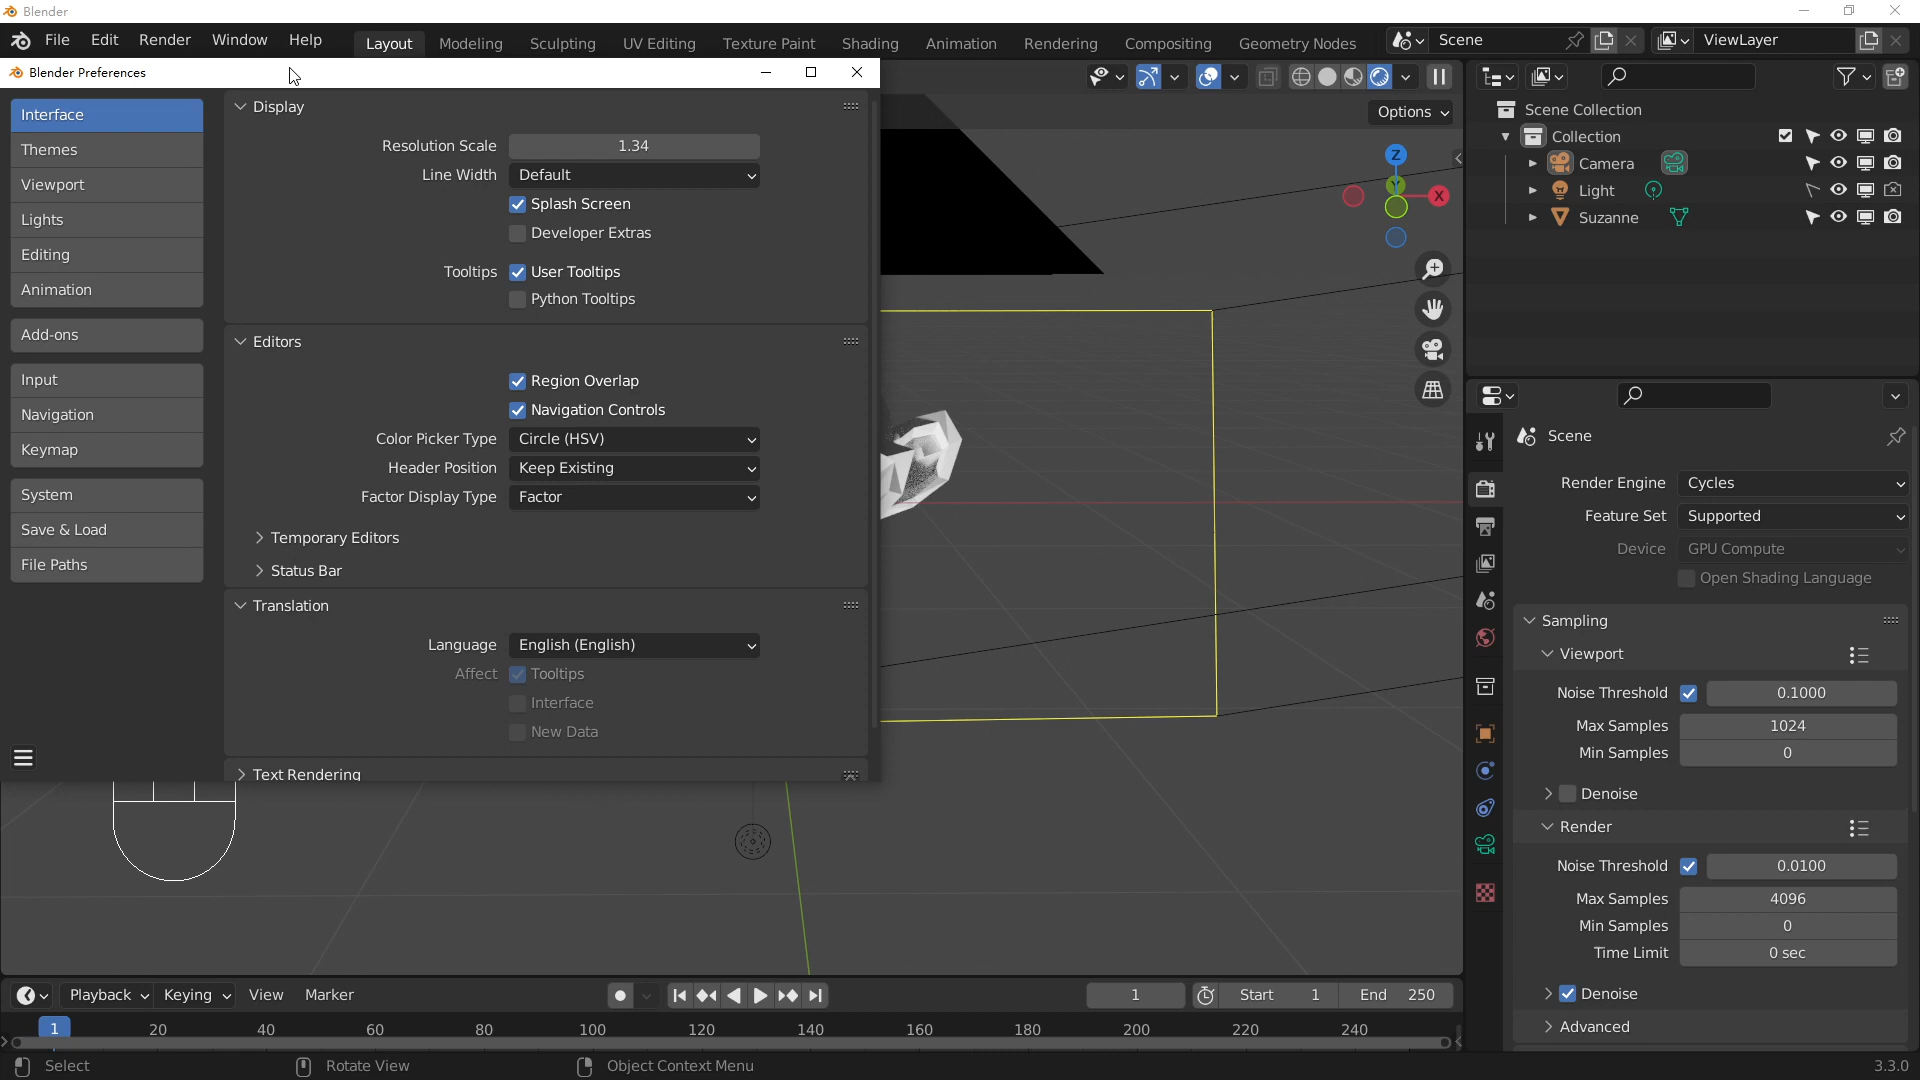 Blender
File Edit Render Window Help
Layout Modeling Sculpting UV Editing Texture Paint Shading Animation Rendering Compositing Geometry Nodes
Scene
ViewLayer
Blender Preferences
Interface
Themes
Viewport
Lights
Editing
Animation
Add-ons
Input
Navigation
Keymap
System
Save & Load
File Paths
Display
Resolution Scale 1.34
Line Width Default
Splash Screen
Developer Extras
Tooltips User Tooltips
Python Tooltips
Editors
Region Overlap
Navigation Controls
Color Picker Type Circle (HSV)
Header Position Keep Existing
Factor Display Type Factor
Temporary Editors
Status Bar
Translation
Language English (English)
Affect Tooltips
Interface
New Data
Text Rendering
Options
Z
Y
X
Scene Collection
Collection
Camera
Light
Suzanne
Scene
Render Engine Cycles
Feature Set Supported
Device GPU Compute
Open Shading Language
Sampling
Viewport
Noise Threshold 0.1000
Max Samples 1024
Min Samples 0
Denoise
Render
Noise Threshold 0.0100
Max Samples 4096
Min Samples 0
Time Limit 0 sec
Denoise
Advanced
Playback Keying View Marker
1 Start 1 End 250
1 20 40 60 80 100 120 140 160 180 200 220 240
Select Rotate View Object Context Menu 3.3.0